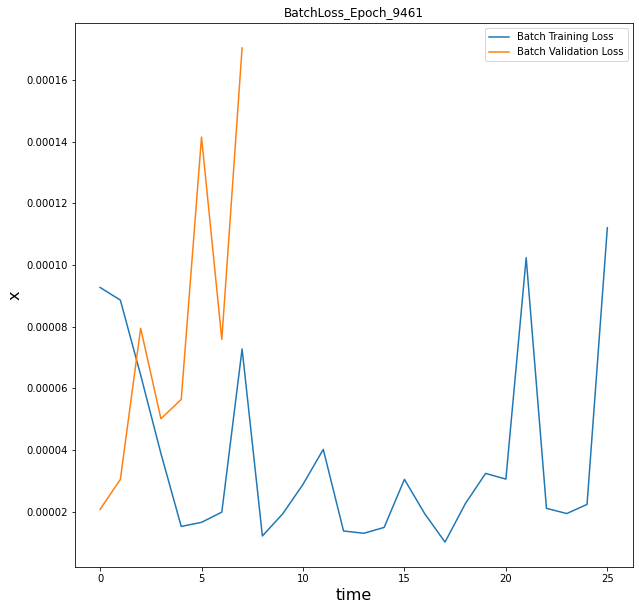 BatchLoss_Epoch_9461
Batch Training Loss
Batch Validation Loss
0.00016
0.00014
0.00012
0.00010
0.00008
0.00006
0.00004
0.00002
x
0 5 10 15 20 25
time